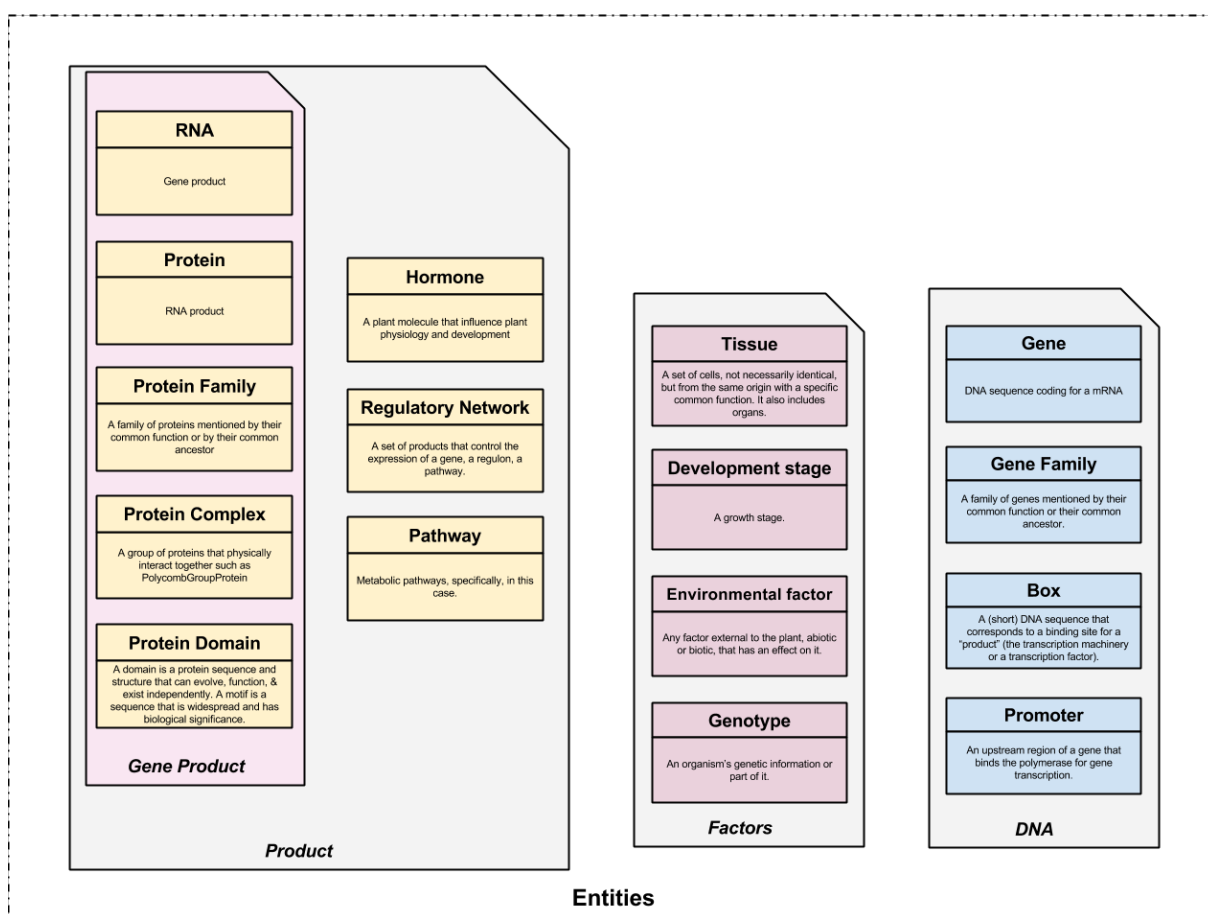 RNA
Gene product
Protein
RNA product
Protein Family
A family of proteins mentioned by their
common function or by their common
ancestor
Protein Complex
A group of proteins that physically
interact together such as
PolycombGroupProtein
Protein Domain
A domain is a protein sequence and
structure that can evolve, function, &
exist independently. A motif is a
sequence that is widespread and has
biological significance.
Gene Product
Hormone
A plant molecule that influence plant
physiology and development
Regulatory Network
A set of products that control the
expression of a gene, a regulon, a
pathway.
Pathway
Metabolic pathways, specifically, in this
case.
Product
Tissue
A set of cells, not necessarily identical,
but from the same origin with a specific
common function. It also includes
organs.
Development stage
A growth stage.
Environmental factor
Any factor external to the plant, abiotic
or biotic, that has an effect on it.
Genotype
An organism's genetic information or
part of it.
Factors
Gene
DNA sequence coding for a mRNA
Gene Family
A family of genes mentioned by their
common function or their common
ancestor.
Box
A (short) DNA sequence that
corresponds to a binding site for a
"product" (the transcription machinery
or a transcription factor).
Promoter
An upstream region of a gene that
binds the polymerase for gene
transcription.
DNA
Entities